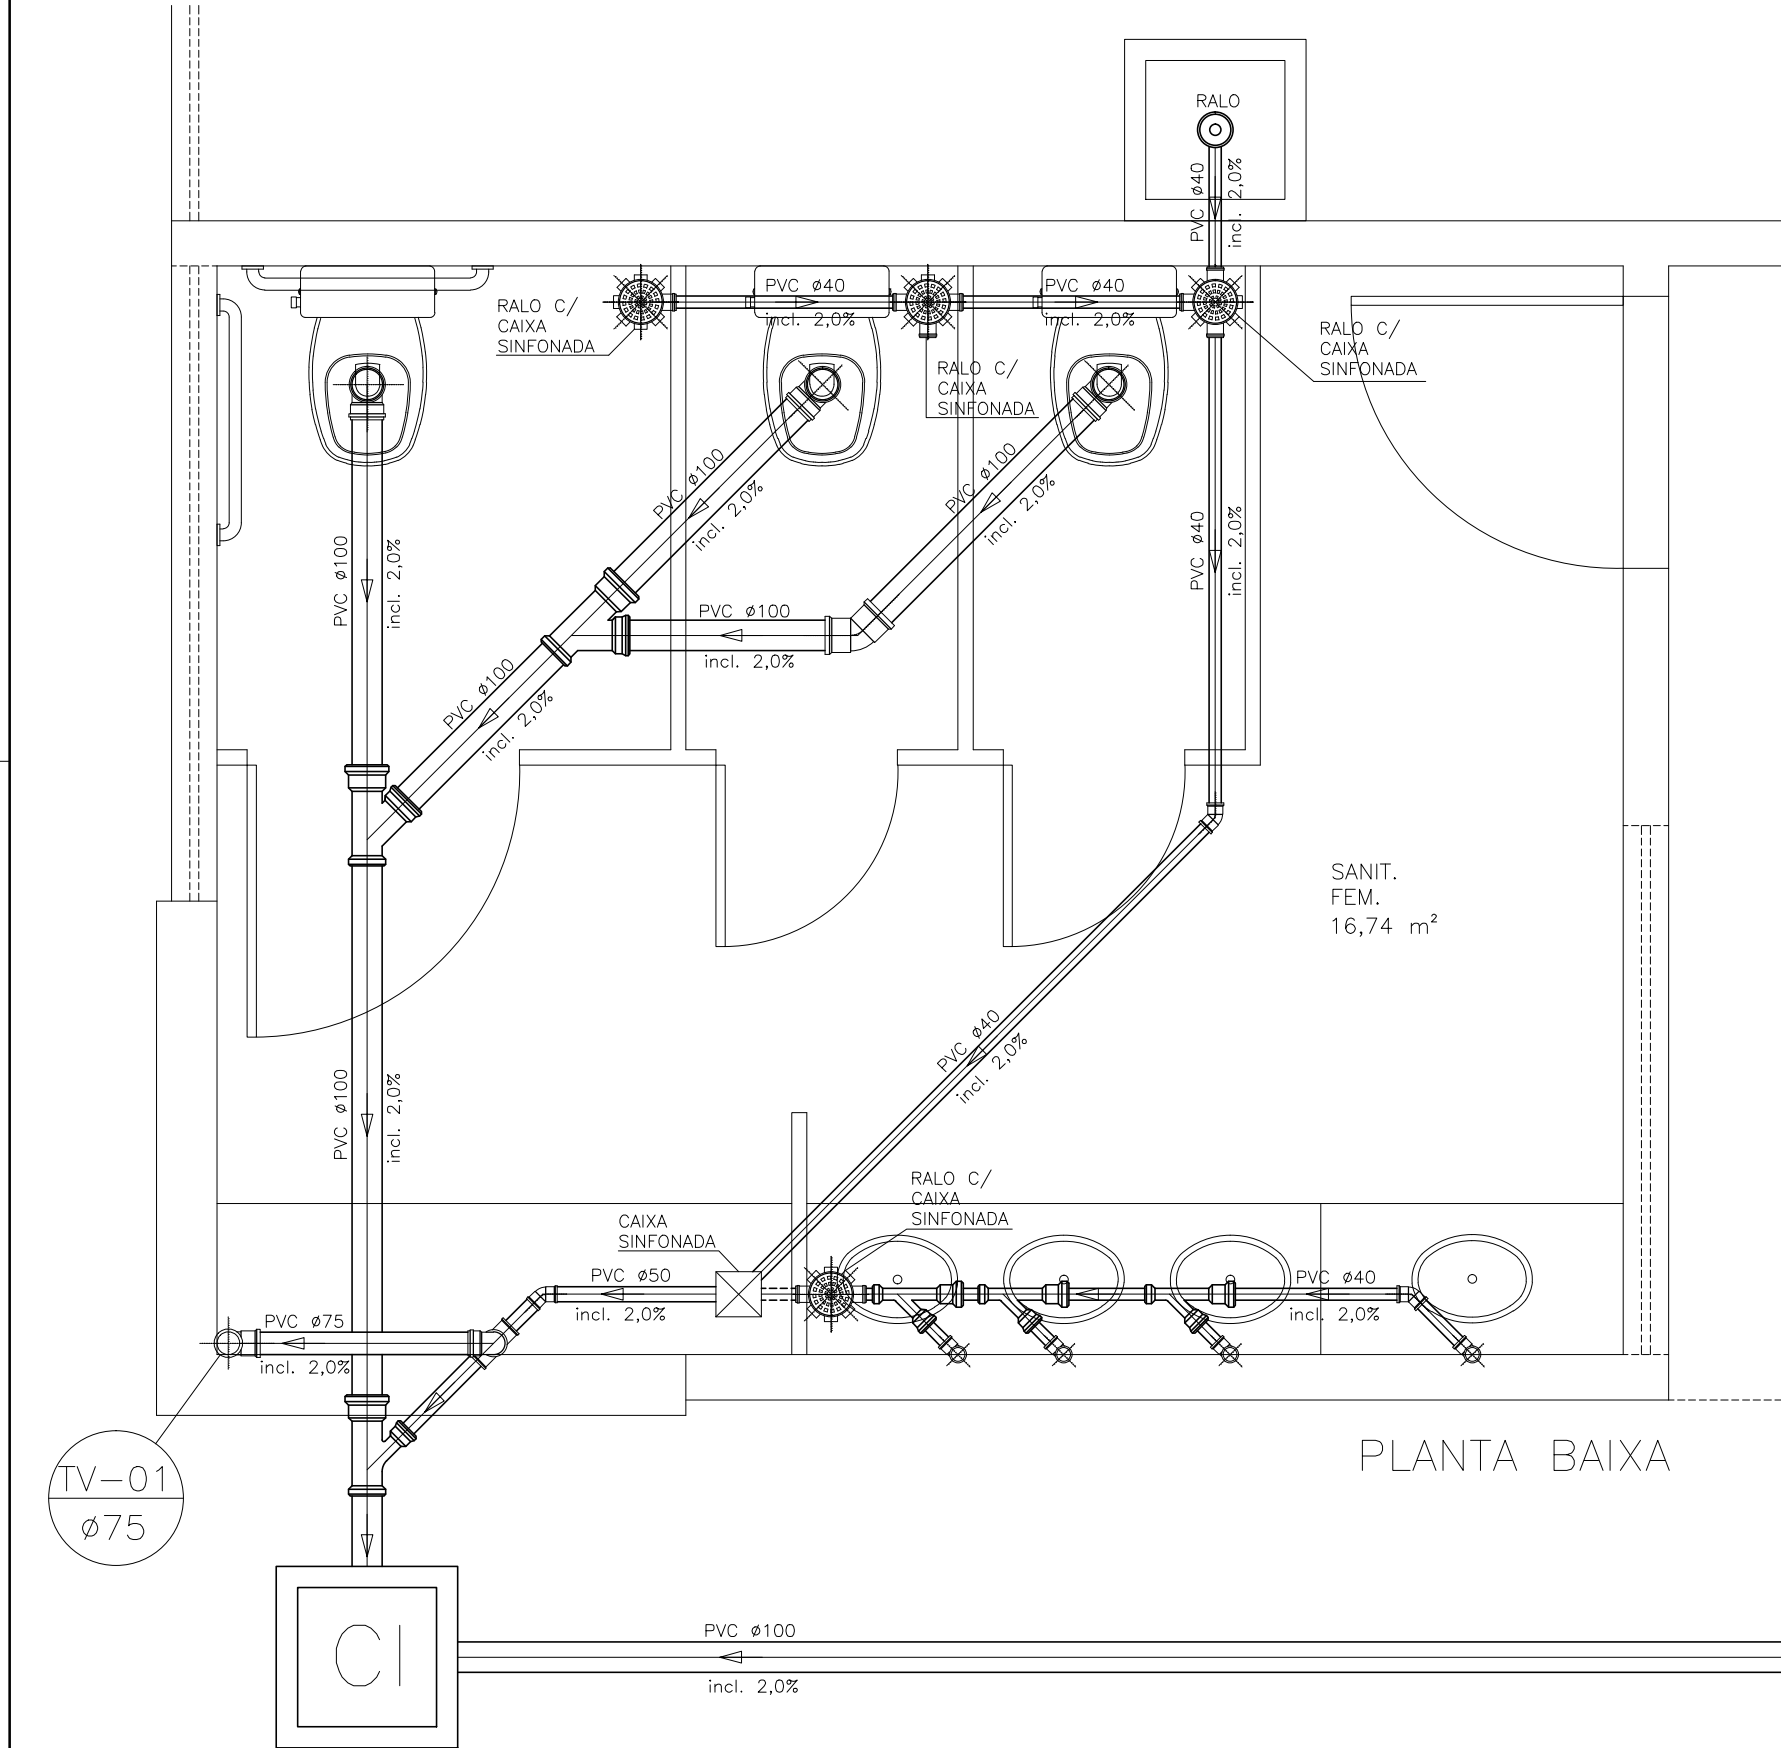 RALO
PVC ø40
incl. 2,0%
PVC ø40
incl. 2,0%
PVC ø40
incl. 2,0%
RALO C/
CAIXA
SINFONADA
RALO C/
CAIXA
SINFONADA
RALO C/
CAIXA
SINFONADA
PVC ø100
incl. 2,0%
PVC ø100
incl. 2,0%
PVC ø100
incl. 2,0%
PVC ø40
incl. 2,0%
PVC ø100
incl. 2,0%
PVC ø100
incl. 2,0%
SANIT.
FEM.
16,74 m²
PVC ø40
incl. 2,0%
PVC ø100
incl. 2,0%
RALO C/
CAIXA
SINFONADA
CAIXA
SINFONADA
PVC ø50
incl. 2,0%
PVC ø40
incl. 2,0%
PVC ø75
incl. 2,0%
TV-01
ø75
PLANTA BAIXA
CI
PVC ø100
incl. 2,0%